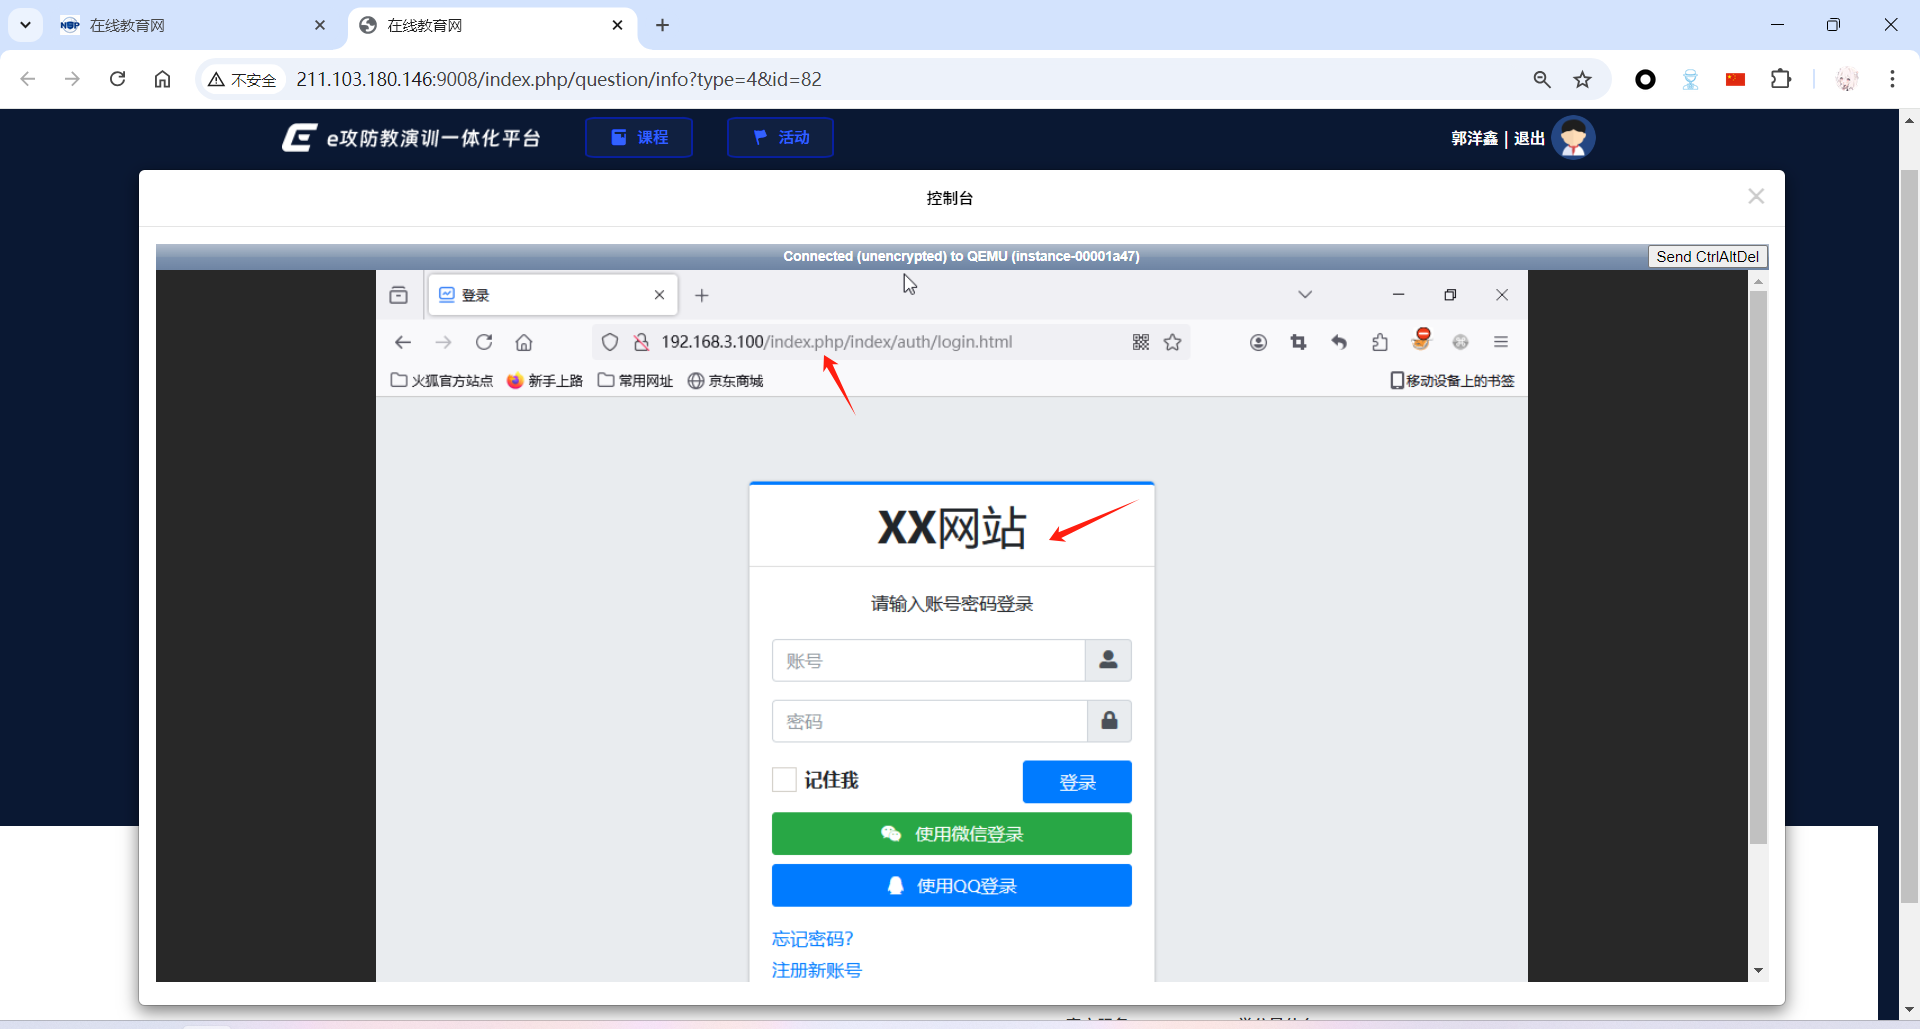 在线教育网
在线教育网
不安全
211.103.180.146:9008/index.php/question/info?type=4&id=82
e攻防教演训一体化平台
课程
活动
郭洋鑫 | 退出
控制台
Connected (unencrypted) to QEMU (instance-00001a47)
Send CtrlAltDel
登录
192.168.3.100/index.php/index/auth/login.html
火狐官方站点
新手上路
常用网址
京东商城
移动设备上的书签
XX网站
请输入账号密码登录
账号
密码
记住我
登录
使用微信登录
使用QQ登录
忘记密码?
注册新账号